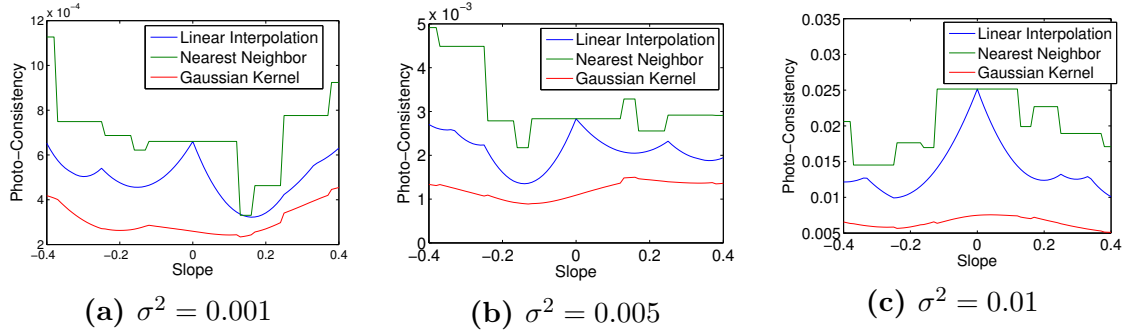 12 x 10^-4
10
8
6
4
2
−0.4 −0.2 0 0.2 0.4
Slope
Photo−Consistency
Linear Interpolation
Nearest Neighbor
Gaussian Kernel
(a) σ² = 0.001
5 x 10^-3
4
3
2
1
0
−0.4 −0.2 0 0.2 0.4
Slope
Photo−Consistency
Linear Interpolation
Nearest Neighbor
Gaussian Kernel
(b) σ² = 0.005
0.035
0.03
0.025
0.02
0.015
0.01
0.005
−0.4 −0.2 0 0.2 0.4
Slope
Photo−Consistency
Linear Interpolation
Nearest Neighbor
Gaussian Kernel
(c) σ² = 0.01